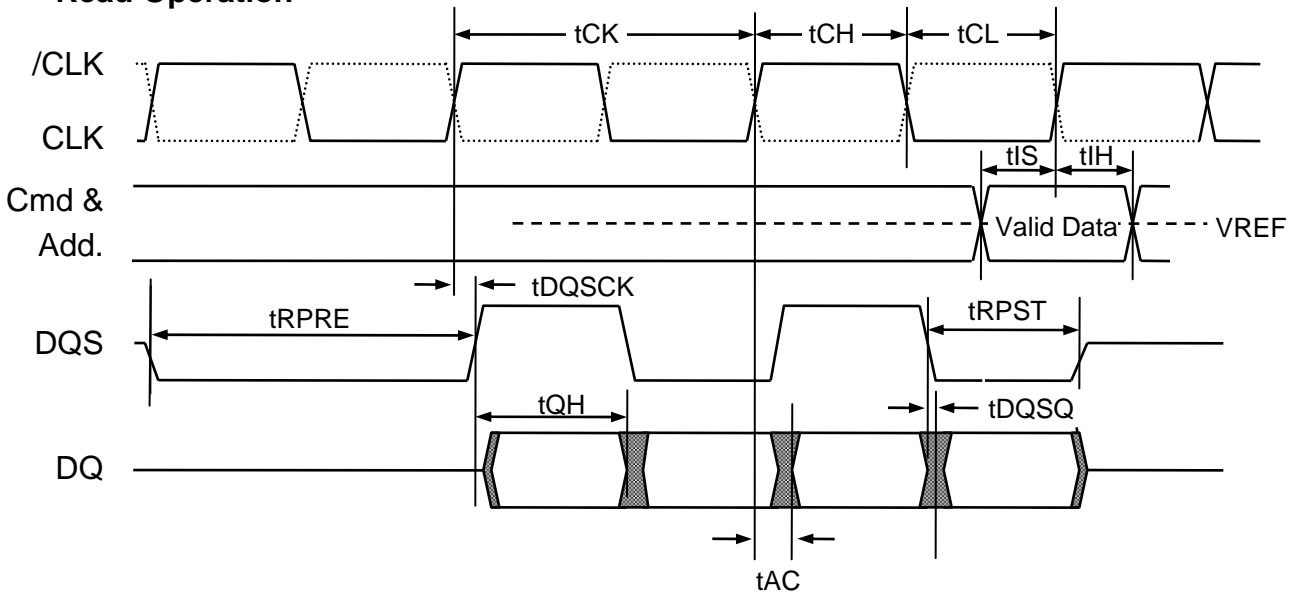 Read Operation
tCK tCH tCL
/CLK
CLK
tIS tIH
Cmd &
Add.
Valid Data
VREF
tDQSCK
tRPRE
tRPST
DQS
tQH
tDQSQ
DQ
tAC